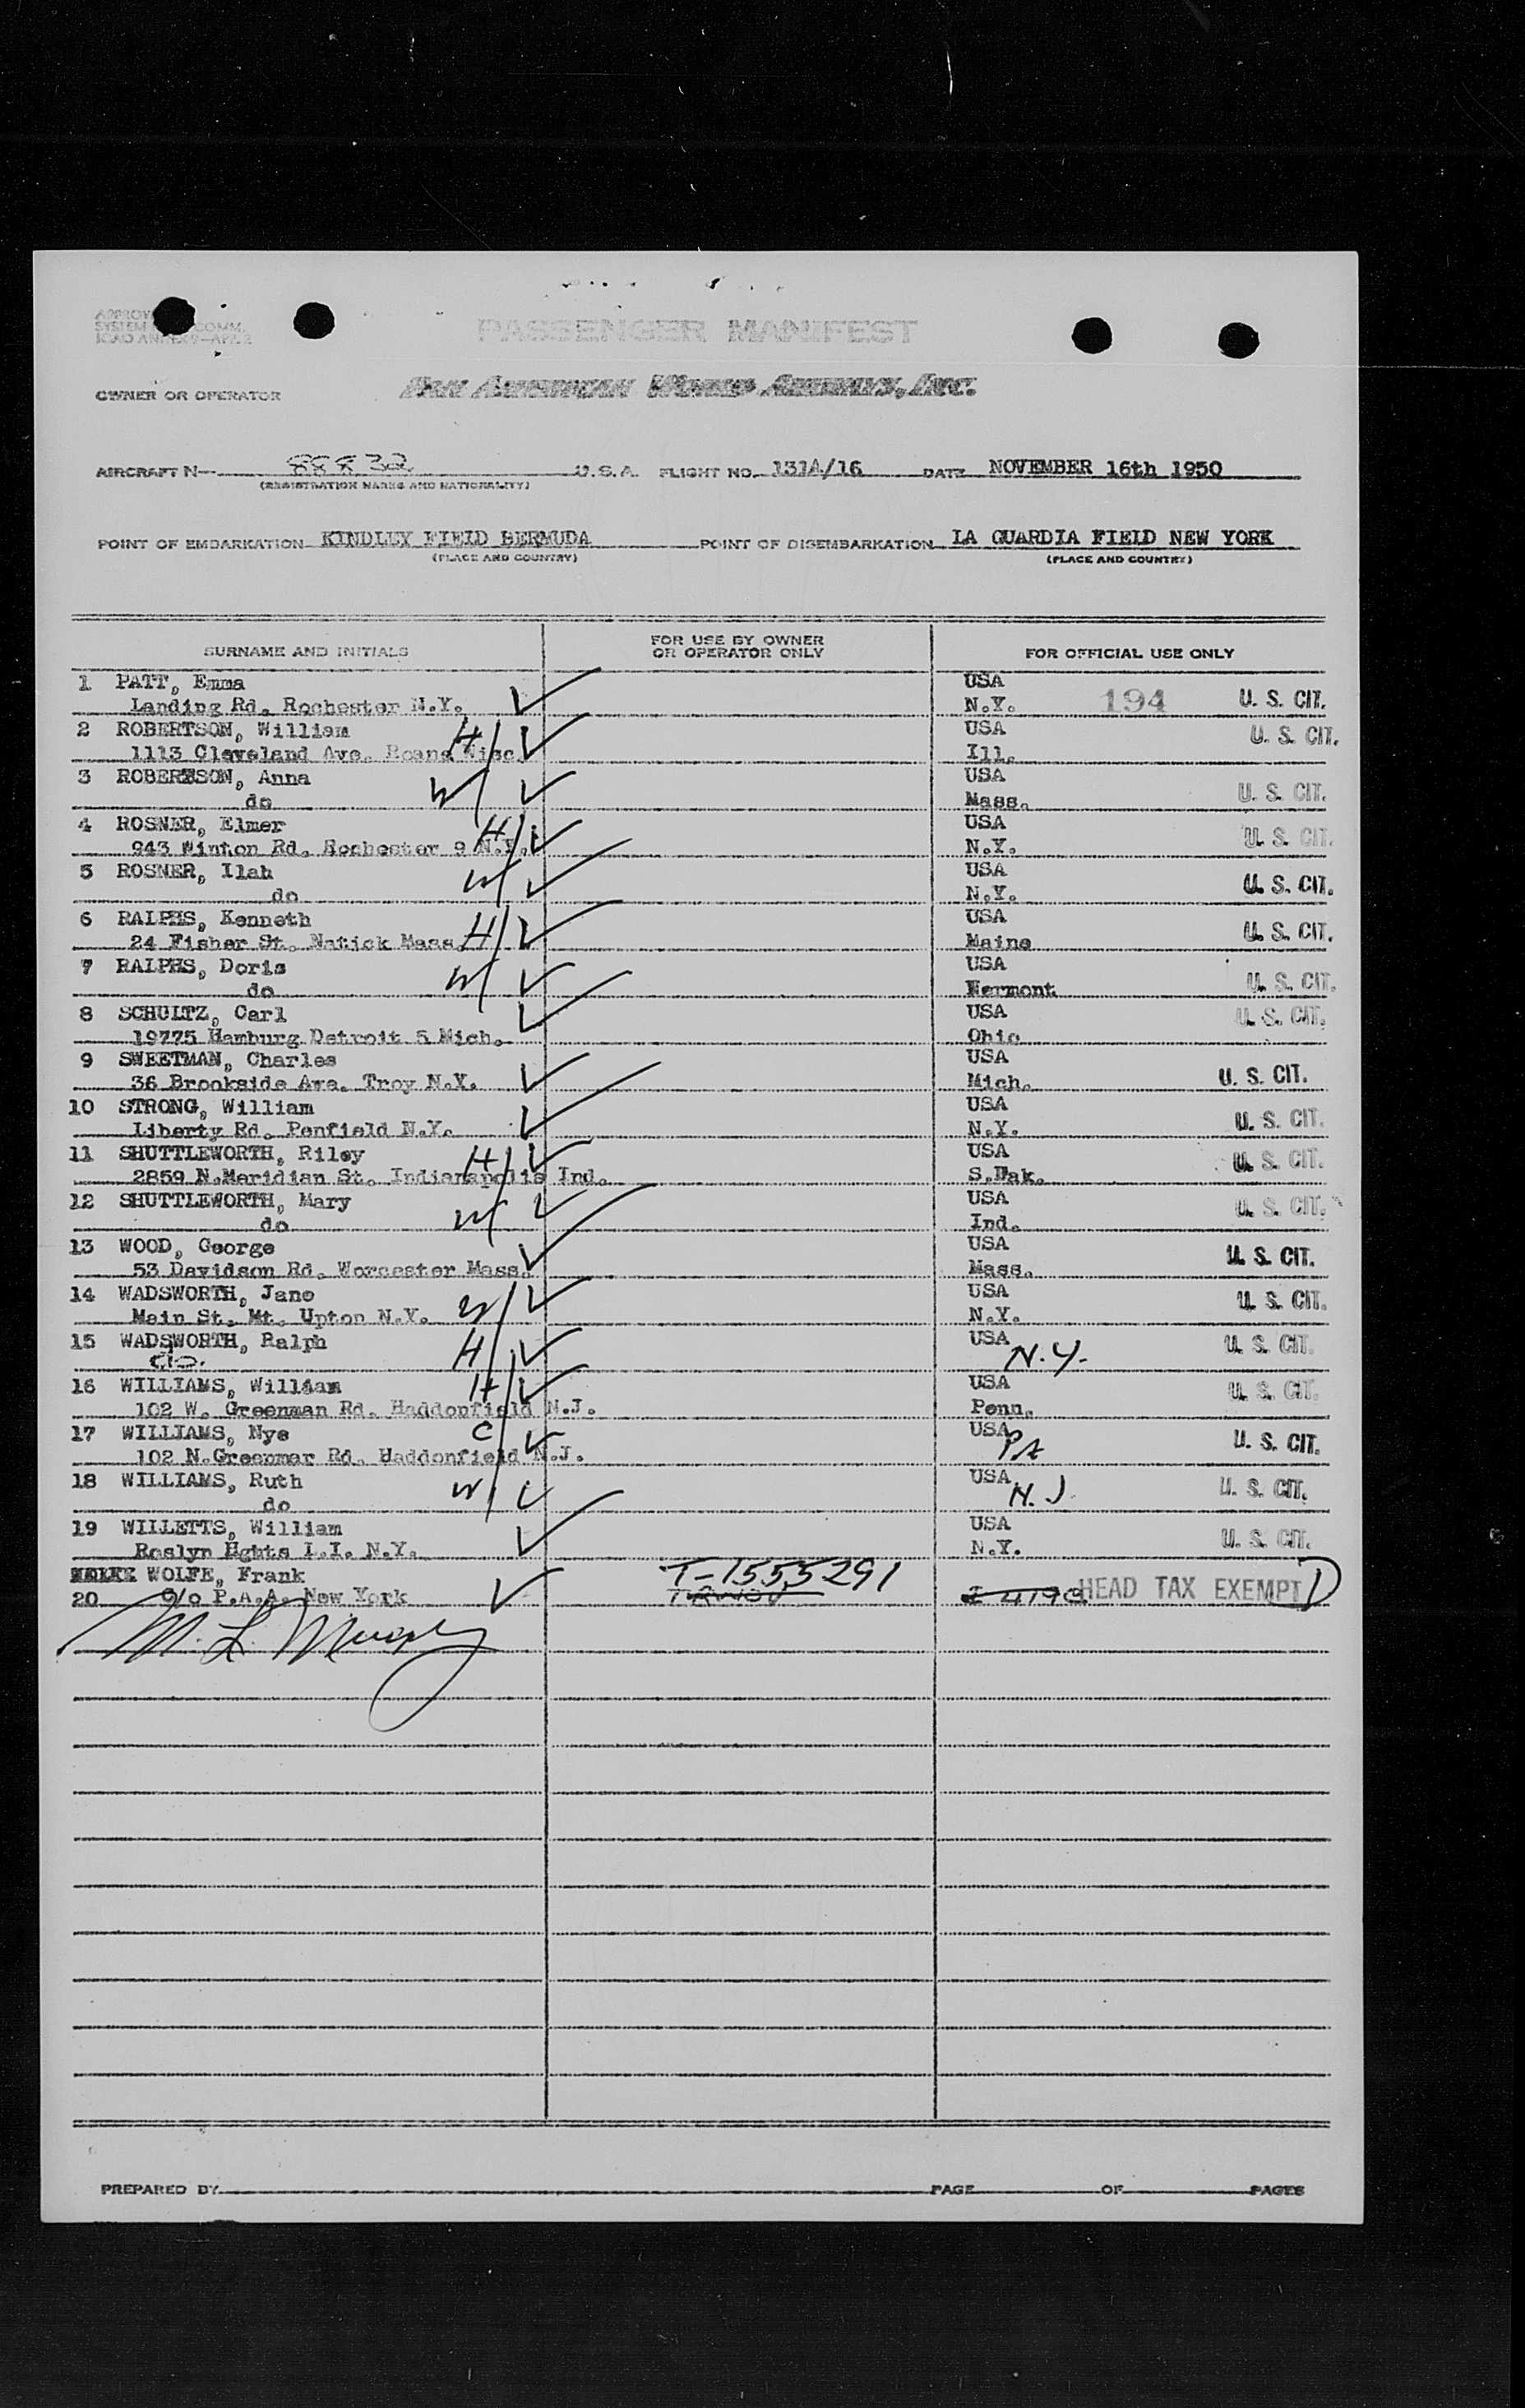 PASSENGER MANIFEST
OWNER OR OPERATOR PAN AMERICAN WORLD AIRWAYS, INC.
AIRCRAFT N- 88832 U.S.A. FLIGHT NO. 131A/16 DATE NOVEMBER 16th 1950
(REGISTRATION MARKS AND NATIONALITY)
POINT OF EMBARKATION KINDLEY FIELD BERMUDA POINT OF DISEMBARKATION LA GUARDIA FIELD NEW YORK
(PLACE AND COUNTRY) (PLACE AND COUNTRY)
SURNAME AND INITIALS FOR USE BY OWNER OR OPERATOR ONLY FOR OFFICIAL USE ONLY
1 PATT, Emma USA
Landing Rd. Rochester N.Y. N.Y. 194 U. S. CIT.
2 ROBERTSON, William H USA U. S. CIT.
1113 Cleveland Ave. Wisc Ill.
3 ROBERTSON, Anna USA
do W Mass. U. S. CIT.
4 ROSNER, Elmer H USA
943 Winton Rd. Rochester 9 N.Y. N.Y. U. S. CIT.
5 ROSNER, Ilah W USA
do N.Y. U. S. CIT.
6 RALPHS, Kenneth USA
24 Fisher St. Natick Mass. H Maine U. S. CIT.
7 RALPHS, Doris W USA
do Vermont U. S. CIT.
8 SCHULTZ, Carl USA U. S. CIT.
19775 Hamburg Detroit 5 Mich. Ohio
9 SWEETMAN, Charles USA
36 Brookside Ave. Troy N.Y. Mich. U. S. CIT.
10 STRONG, William USA
Liberty Rd. Penfield N.Y. N.Y. U. S. CIT.
11 SHUTTLEWORTH, Riley H USA
2859 N.Meridian St. Indianapolis Ind. S.Dak. U. S. CIT.
12 SHUTTLEWORTH, Mary USA
do W Ind. U. S. CIT.
13 WOOD, George USA
53 Davidson Rd. Worcester Mass. Mass. U. S. CIT.
14 WADSWORTH, Jane USA
Main St. Mt. Upton N.Y. W N.Y. U. S. CIT.
15 WADSWORTH, Ralph H USA U. S. CIT.
do. N.Y.
16 WILLIAMS, William H USA
102 W. Greenman Rd. Haddonfield N.J. Penn. U. S. CIT.
17 WILLIAMS, Nye C USA
102 N.Greenmar Rd. Haddonfield N.J. PA U. S. CIT.
18 WILLIAMS, Ruth W USA
do N.J. U. S. CIT.
19 WILLETTS, William USA
Roslyn Hghts L.I. N.Y. N.Y. U. S. CIT.
WOLFE, Frank T-1555291
20 c/o P.A.A. New York HEAD TAX EXEMPT D
M. L. Murphy
PREPARED BY PAGE OF PAGES